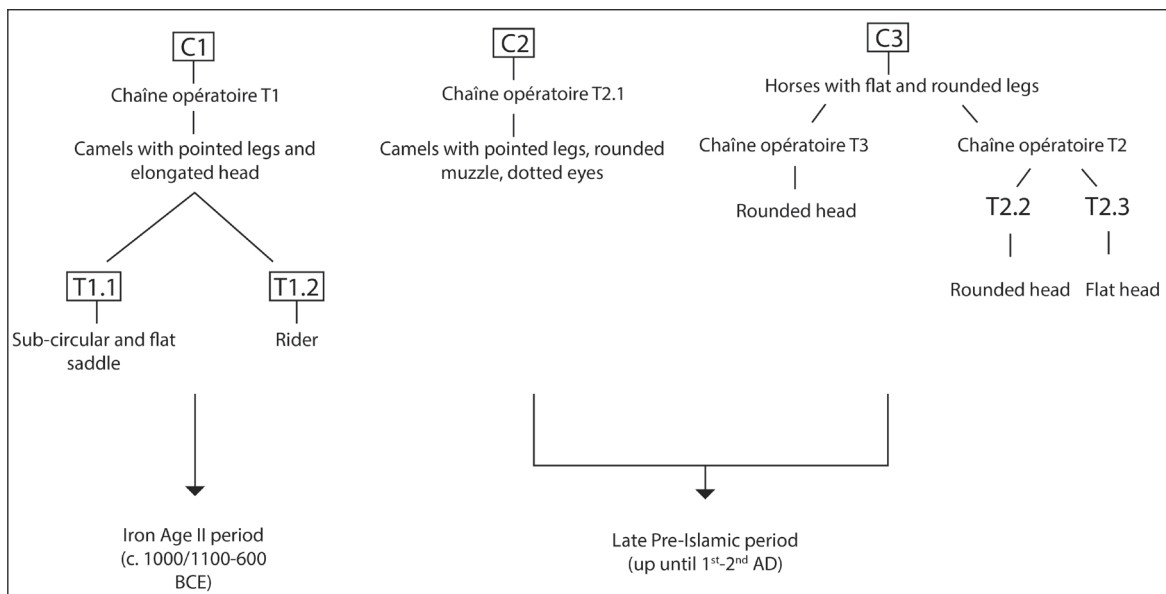 C1
Chaîne opératoire T1
Camels with pointed legs and
elongated head
T1.1
Sub-circular and flat
saddle
T1.2
Rider
Iron Age II period
(c. 1000/1100-600
BCE)
C2
Chaîne opératoire T2.1
Camels with pointed legs, rounded
muzzle, dotted eyes
C3
Horses with flat and rounded legs
Chaîne opératoire T3
Rounded head
Chaîne opératoire T2
T2.2
Rounded head
T2.3
Flat head
Late Pre-Islamic period
(up until 1st-2nd AD)